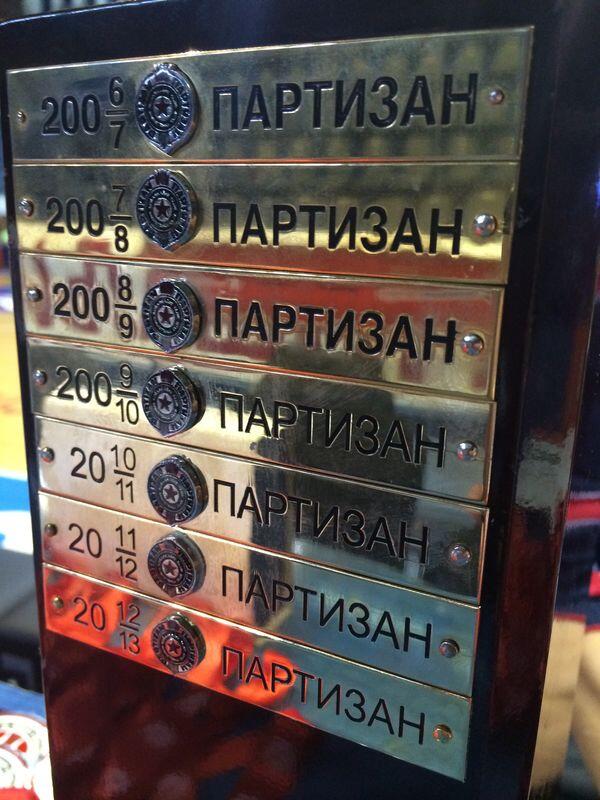 200 6/7 ПАРТИЗАН
200 7/8 ПАРТИЗАН
200 8/9 ПАРТИЗАН
200 9/10 ПАРТИЗАН
20 10/11 ПАРТИЗАН
20 11/12 ПАРТИЗАН
20 12/13 ПАРТИЗАН